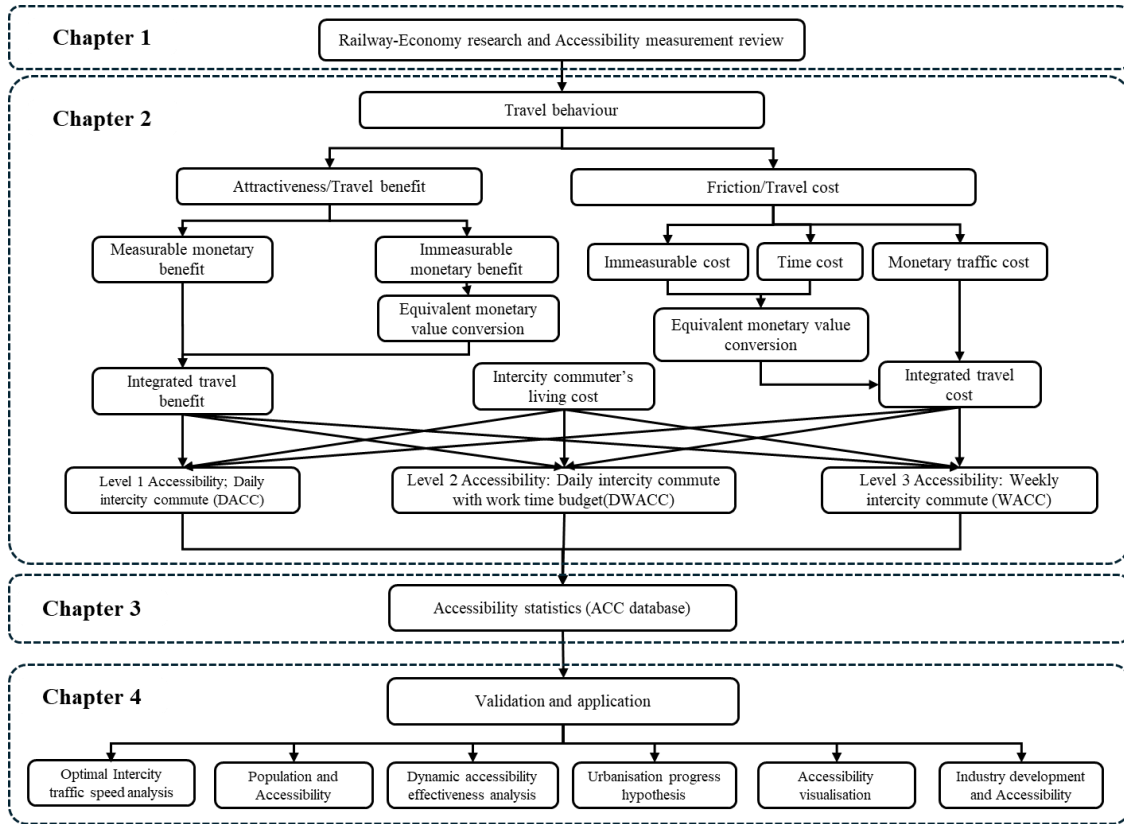 Chapter 1
Railway-Economy research and Accessibility measurement review
Chapter 2
Travel behaviour
Attractiveness/Travel benefit
Friction/Travel cost
Measurable monetary
benefit
Immeasurable
monetary benefit
Immeasurable cost
Time cost
Monetary traffic cost
Equivalent monetary
value conversion
Equivalent monetary value
conversion
Integrated travel
benefit
Intercity commuter's
living cost
Integrated travel
cost
Level 1 Accessibility; Daily
intercity commute (DACC)
Level 2 Accessibility: Daily intercity commute
with work time budget(DWACC)
Level 3 Accessibility: Weekly
intercity commute (WACC)
Chapter 3
Accessibility statistics (ACC database)
Chapter 4
Validation and application
Optimal Intercity
traffic speed analysis
Population and
Accessibility
Dynamic accessibility
effectiveness analysis
Urbanisation progress
hypothesis
Accessibility
visualisation
Industry development
and Accessibility